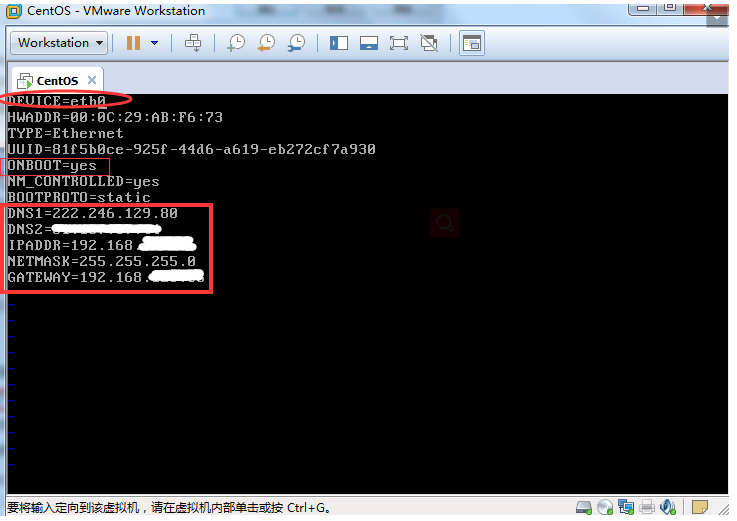 CentOS - VMware Workstation
Workstation
CentOS
DEVICE=eth0
HWADDR=00:0C:29:AB:F6:73
TYPE=Ethernet
UUID=81f5b0ce-925f-44d6-a619-eb272cf7a930
ONBOOT=yes
NM_CONTROLLED=yes
BOOTPROTO=static
DNS1=222.246.129.80
DNS2=
IPADDR=192.168
NETMASK=255.255.255.0
GATEWAY=192.168.
~
~
~
~
~
~
~
~
~
~
~
要将输入定向到该虚拟机，请在虚拟机内部单击或按 Ctrl+G。